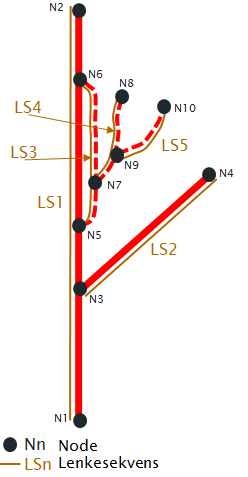 N2
N6
N8
LS4
N10
LS5
LS3
N9
N7
N4
LS1
N5
LS2
N3
N1
Nn Node
LSn Lenkesekvens